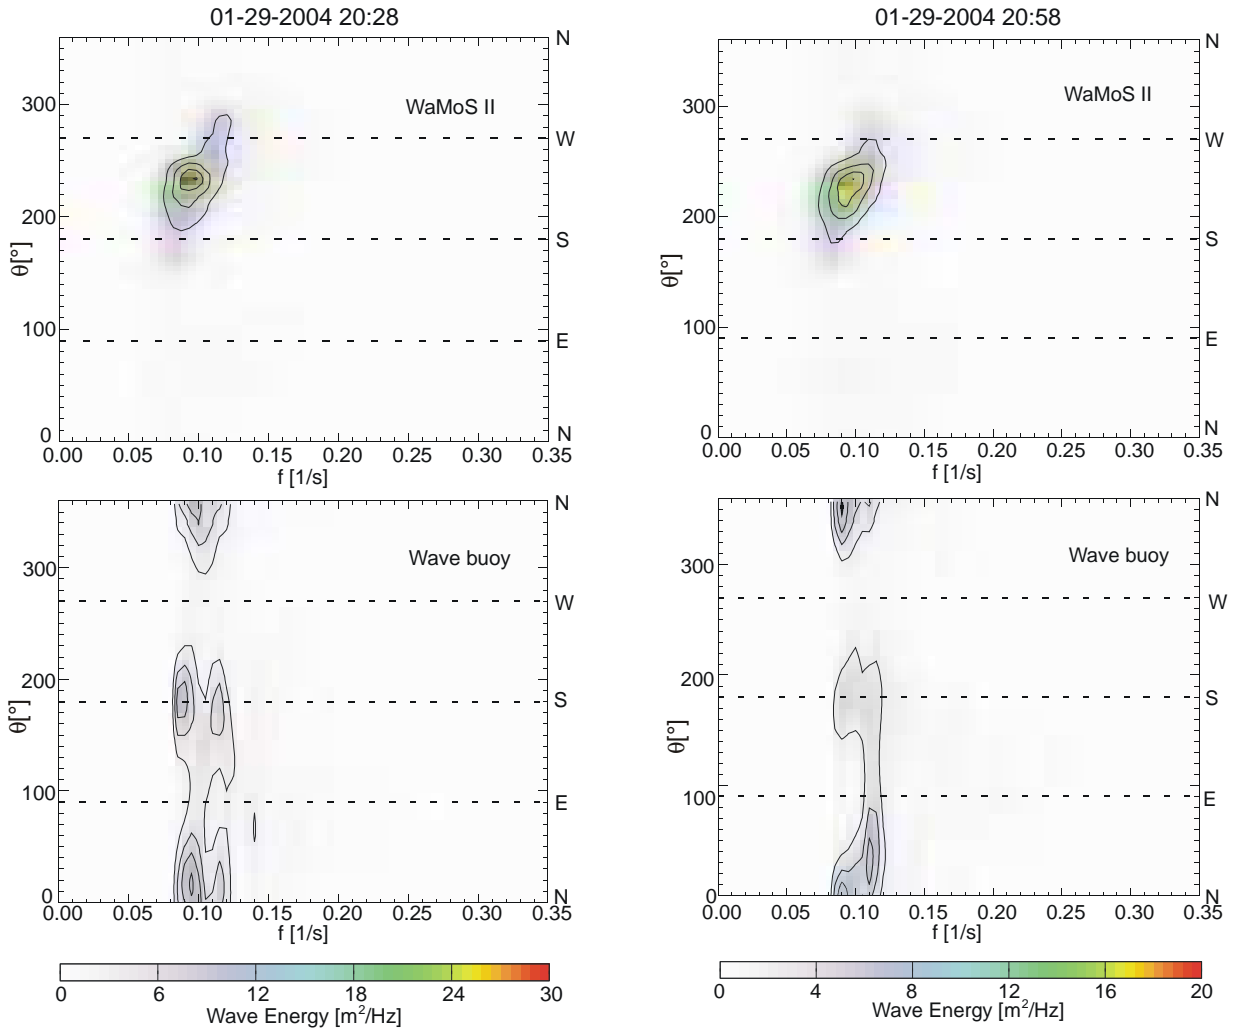 01-29-2004 20:28
N
300
WaMoS II
W
200
S
θ[°]
100
E
0
N
0.00 0.05 0.10 0.15 0.20 0.25 0.30 0.35
f [1/s]
01-29-2004 20:58
N
300
WaMoS II
W
200
S
θ[°]
100
E
0
N
0.00 0.05 0.10 0.15 0.20 0.25 0.30 0.35
f [1/s]
N
300
Wave buoy
W
200
S
θ[°]
100
E
0
N
0.00 0.05 0.10 0.15 0.20 0.25 0.30 0.35
f [1/s]
N
300
Wave buoy
W
200
S
θ[°]
100
E
0
N
0.00 0.05 0.10 0.15 0.20 0.25 0.30 0.35
f [1/s]
0 6 12 18 24 30
Wave Energy [m²/Hz]
0 4 8 12 16 20
Wave Energy [m²/Hz]